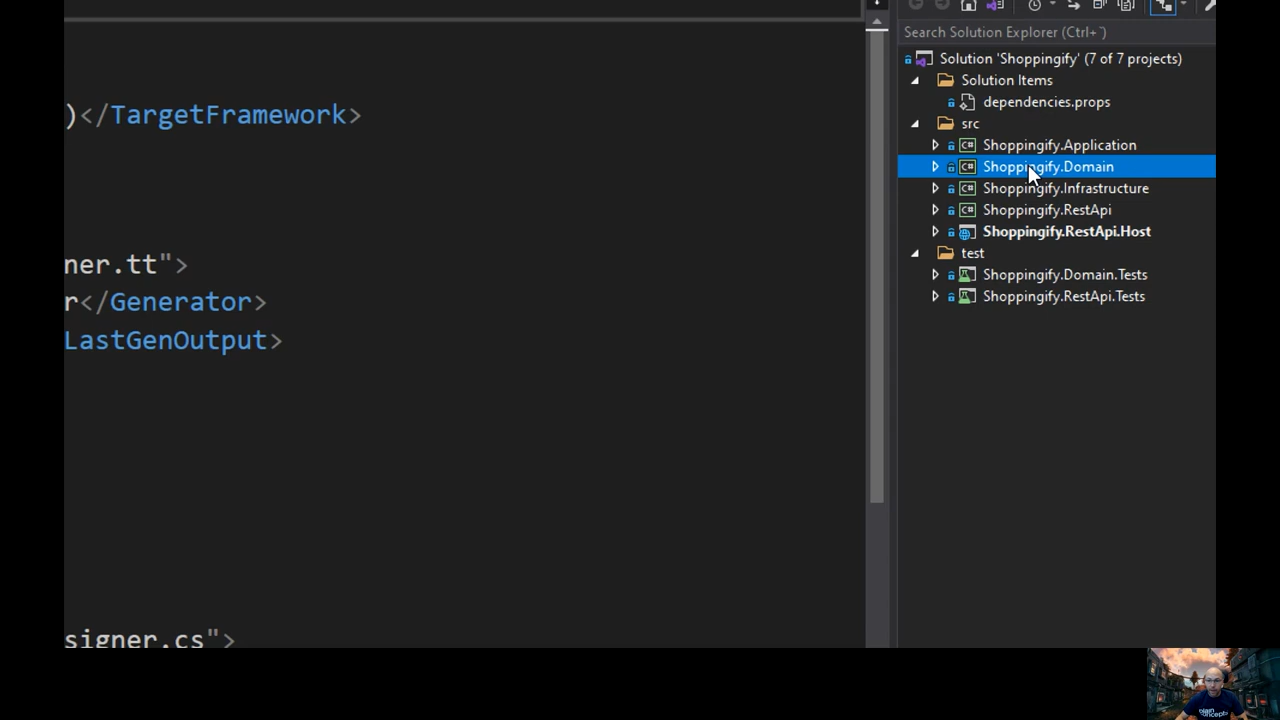 )</TargetFramework>
ner.tt">
r</Generator>
LastGenOutput>
signer.cs">
Search Solution Explorer (Ctrl+¨)
Solution 'Shoppingify' (7 of 7 projects)
Solution Items
dependencies.props
src
Shoppingify.Application
Shoppingify.Domain
Shoppingify.Infrastructure
Shoppingify.RestApi
Shoppingify.RestApi.Host
test
Shoppingify.Domain.Tests
Shoppingify.RestApi.Tests
plain
concepts